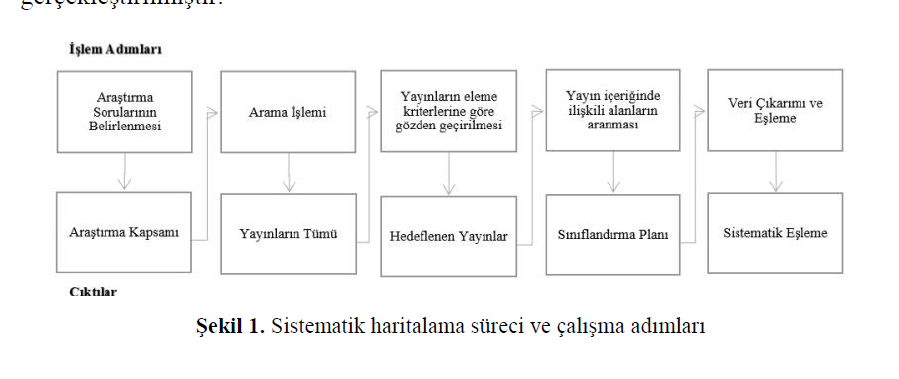 İşlem Adımları
Araştırma
Sorularının
Belirlenmesi
Arama İşlemi
Yayınların eleme
kriterlerine göre
gözden geçirilmesi
Yayın içeriğinde
ilişkili alanların
aranması
Veri Çıkarımı ve
Eşleme
Araştırma Kapsamı
Yayınların Tümü
Hedeflenen Yayınlar
Sınıflandırma Planı
Sistematik Eşleme
Çıktılar
Şekil 1. Sistematik haritalama süreci ve çalışma adımları